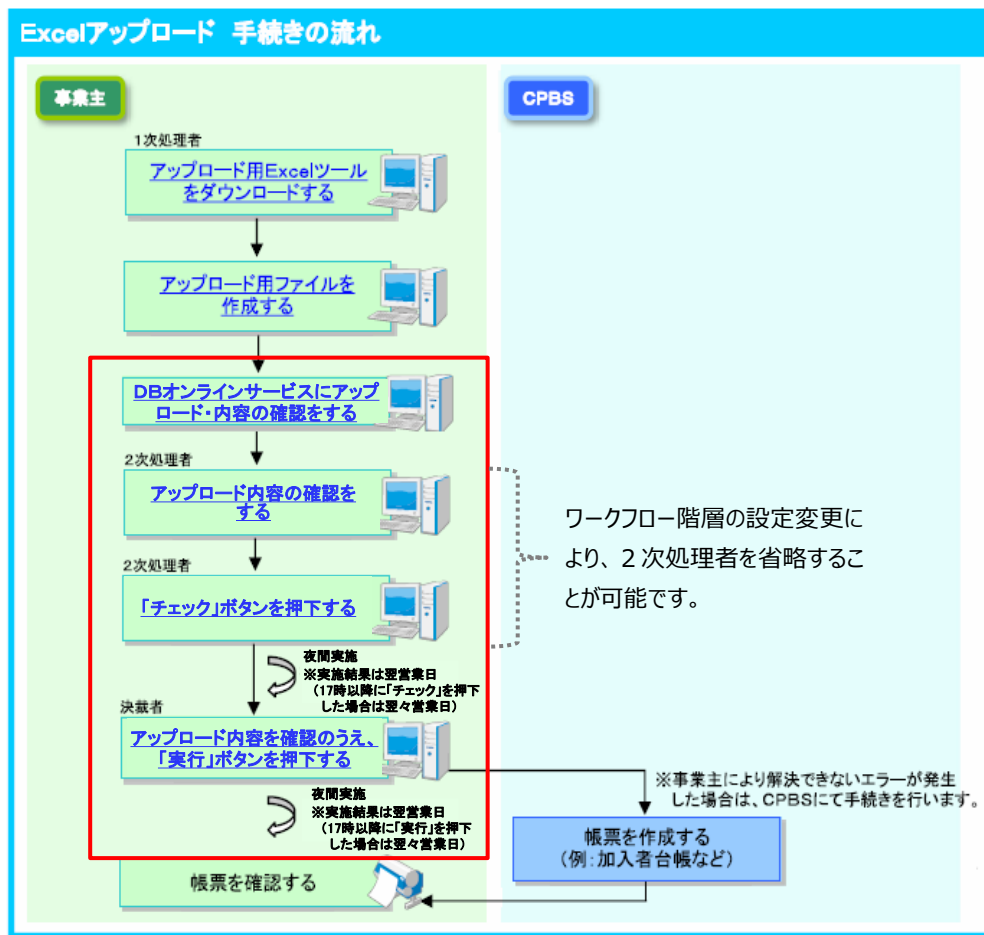 Excelアップロード 手続きの流れ
事業主
CPBS
1次処理者
アップロード用Excelツール
をダウンロードする
アップロード用ファイルを
作成する
DBオンラインサービスにアップ
ロード・内容の確認をする
2次処理者
アップロード内容の確認を
する
2次処理者
「チェック」ボタンを押下する
ワークフロー階層の設定変更に
より、２次処理者を省略するこ
とが可能です。
夜間実施
※実施結果は翌営業日
（17時以降に「チェック」を押下
した場合は翌々営業日）
決裁者
アップロード内容を確認のうえ、
「実行」ボタンを押下する
夜間実施
※実施結果は翌営業日
（17時以降に「実行」を押下
した場合は翌々営業日）
※事業主により解決できないエラーが発生
した場合は、CPBSにて手続きを行います。
帳票を作成する
（例：加入者台帳など）
帳票を確認する